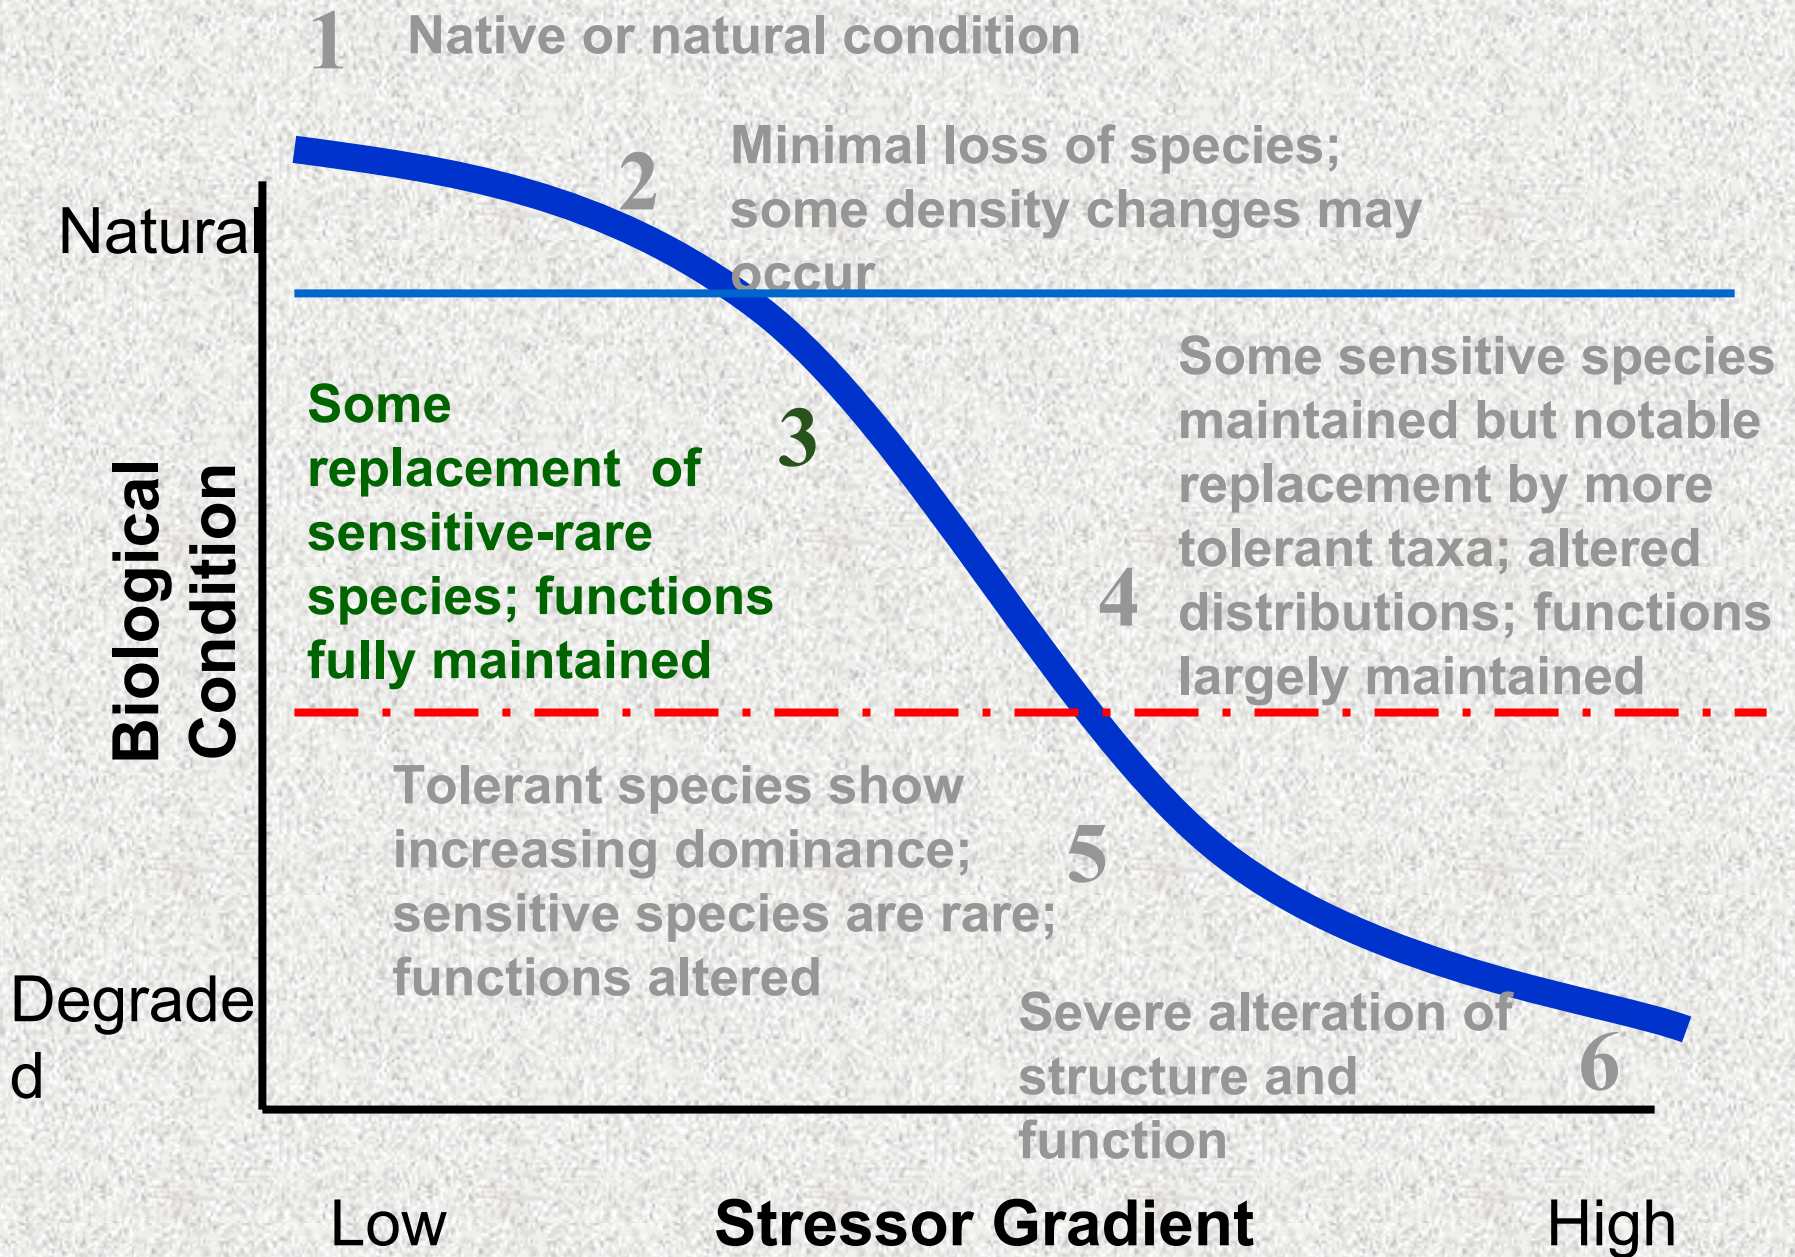 1 Native or natural condition
2 Minimal loss of species;
some density changes may
occur
Natural
Some
replacement of
sensitive-rare
species; functions
fully maintained
3
Some sensitive species
maintained but notable
replacement by more
tolerant taxa; altered
distributions; functions
largely maintained
4
Biological
Condition
Tolerant species show
increasing dominance;
sensitive species are rare;
functions altered
5
Degrade
d
Severe alteration of
structure and
function
6
Low Stressor Gradient High